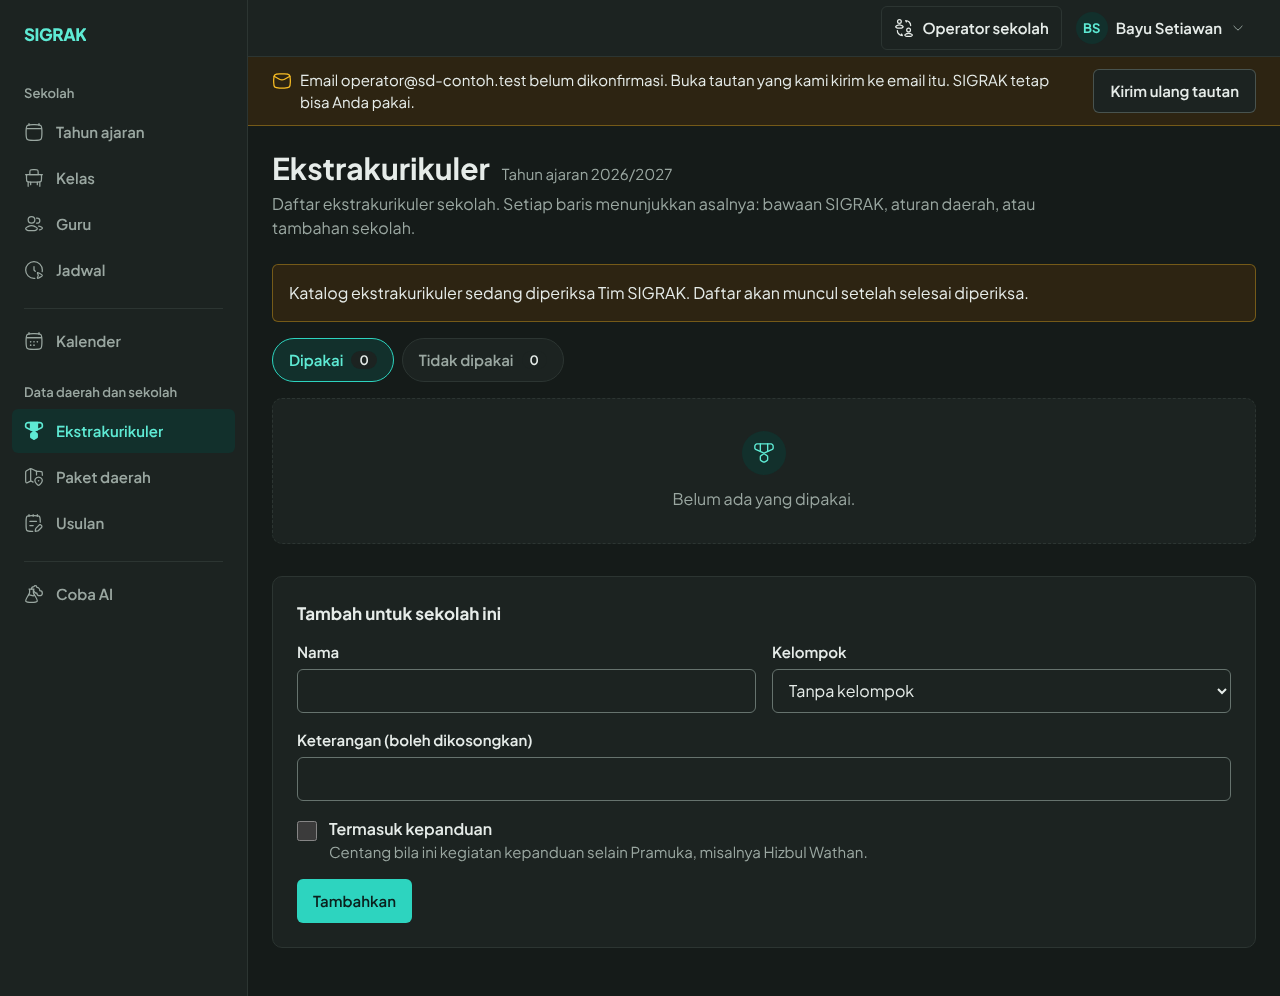 SIGRAK
Operator sekolah
BS
Bayu Setiawan
Sekolah
Tahun ajaran
Kelas
Guru
Jadwal
Kalender
Data daerah dan sekolah
Ekstrakurikuler
Paket daerah
Usulan
Coba AI
Email operator@sd-contoh.test belum dikonfirmasi. Buka tautan yang kami kirim ke email itu. SIGRAK tetap
bisa Anda pakai.
Kirim ulang tautan
Ekstrakurikuler Tahun ajaran 2026/2027
Daftar ekstrakurikuler sekolah. Setiap baris menunjukkan asalnya: bawaan SIGRAK, aturan daerah, atau
tambahan sekolah.
Katalog ekstrakurikuler sedang diperiksa Tim SIGRAK. Daftar akan muncul setelah selesai diperiksa.
Dipakai 0
Tidak dipakai 0
Belum ada yang dipakai.
Tambah untuk sekolah ini
Nama
Kelompok
Tanpa kelompok
Keterangan (boleh dikosongkan)
Termasuk kepanduan
Centang bila ini kegiatan kepanduan selain Pramuka, misalnya Hizbul Wathan.
Tambahkan